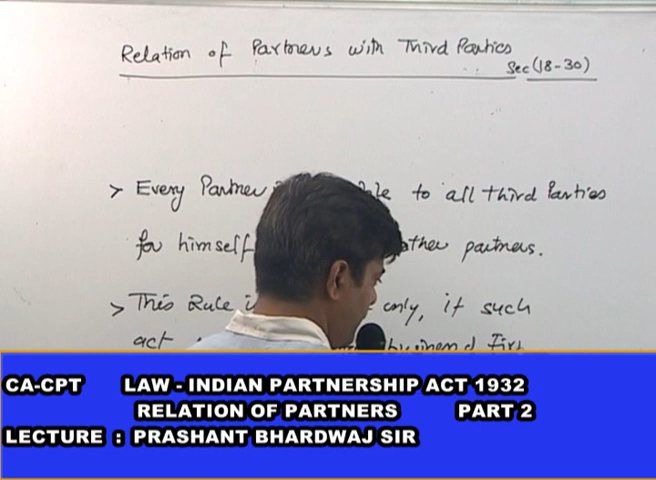 Relation of Partners with Third Parties
Sec (18-30)
> Every Partner to all third Parties
for himself other partners.
> This Rule only, if such
act
CA-CPT LAW - INDIAN PARTNERSHIP ACT 1932
RELATION OF PARTNERS PART 2
LECTURE : PRASHANT BHARDWAJ SIR